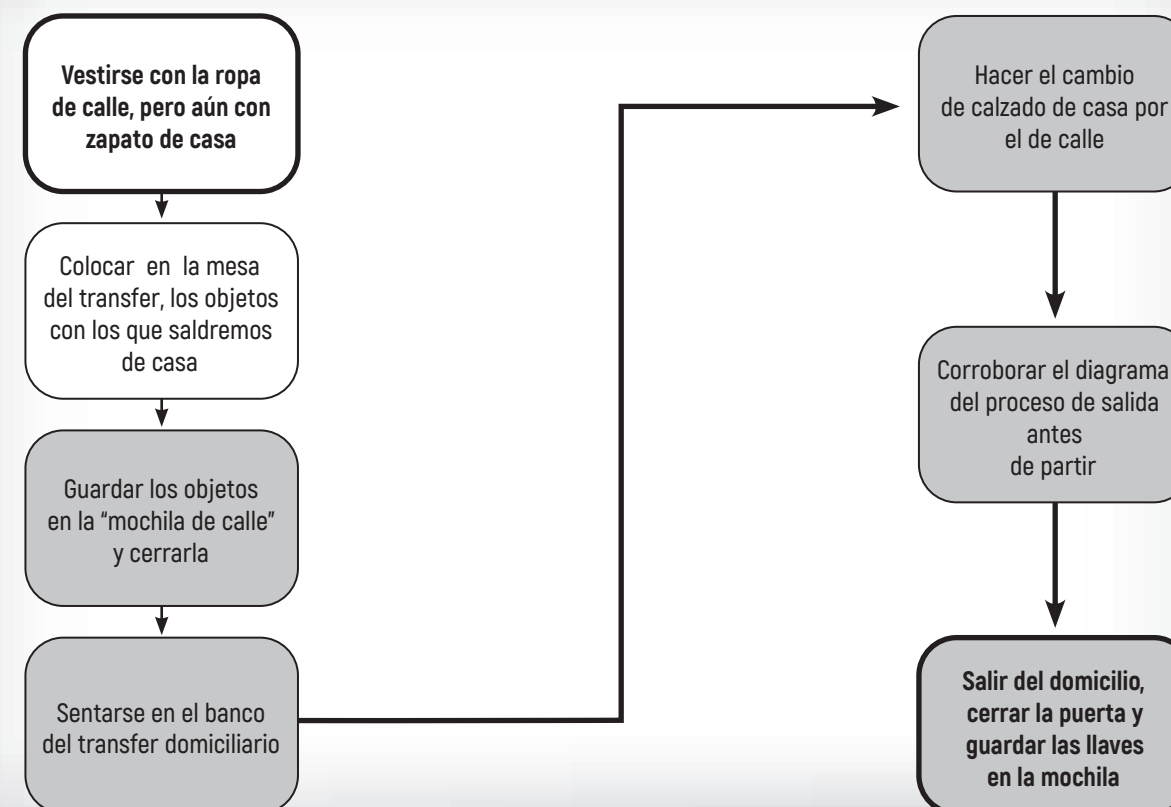 Vestirse con la ropa
de calle, pero aún con
zapato de casa
Colocar en la mesa
del transfer, los objetos
con los que saldremos
de casa
Guardar los objetos
en la “mochila de calle”
y cerrarla
Sentarse en el banco
del transfer domiciliario
Hacer el cambio
de calzado de casa por
el de calle
Corroborar el diagrama
del proceso de salida
antes
de partir
Salir del domicilio,
cerrar la puerta y
guardar las llaves
en la mochila